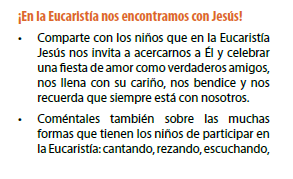 ¡En la Eucaristía nos encontramos con Jesús!
• Comparte con los niños que en la Eucaristía
Jesús nos invita a acercarnos a Él y celebrar
una fiesta de amor como verdaderos amigos,
nos llena con su cariño, nos bendice y nos
recuerda que siempre está con nosotros.
• Coméntales también sobre las muchas
formas que tienen los niños de participar en
la Eucaristía: cantando, rezando, escuchando,